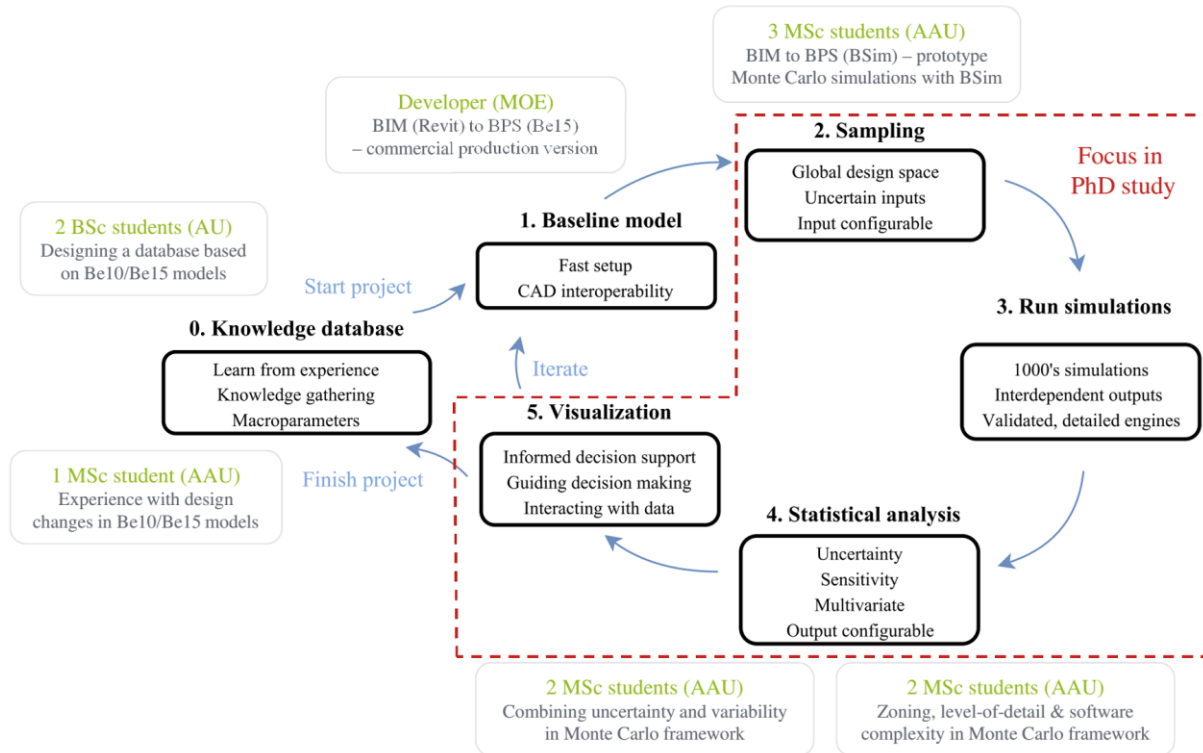 3 MSc students (AAU)
BIM to BPS (BSim) – prototype
Monte Carlo simulations with BSim
Developer (MOE)
BIM (Revit) to BPS (Be15)
– commercial production version
2. Sampling
Global design space
Uncertain inputs
Input configurable
Focus in
PhD study
2 BSc students (AU)
Designing a database based
on Be10/Be15 models
1. Baseline model
Fast setup
CAD interoperability
Start project
0. Knowledge database
Learn from experience
Knowledge gathering
Macroparameters
3. Run simulations
1000's simulations
Interdependent outputs
Validated, detailed engines
Iterate
5. Visualization
Informed decision support
Guiding decision making
Interacting with data
Finish project
1 MSc student (AAU)
Experience with design
changes in Be10/Be15 models
4. Statistical analysis
Uncertainty
Sensitivity
Multivariate
Output configurable
2 MSc students (AAU)
Combining uncertainty and variability
in Monte Carlo framework
2 MSc students (AAU)
Zoning, level-of-detail & software
complexity in Monte Carlo framework